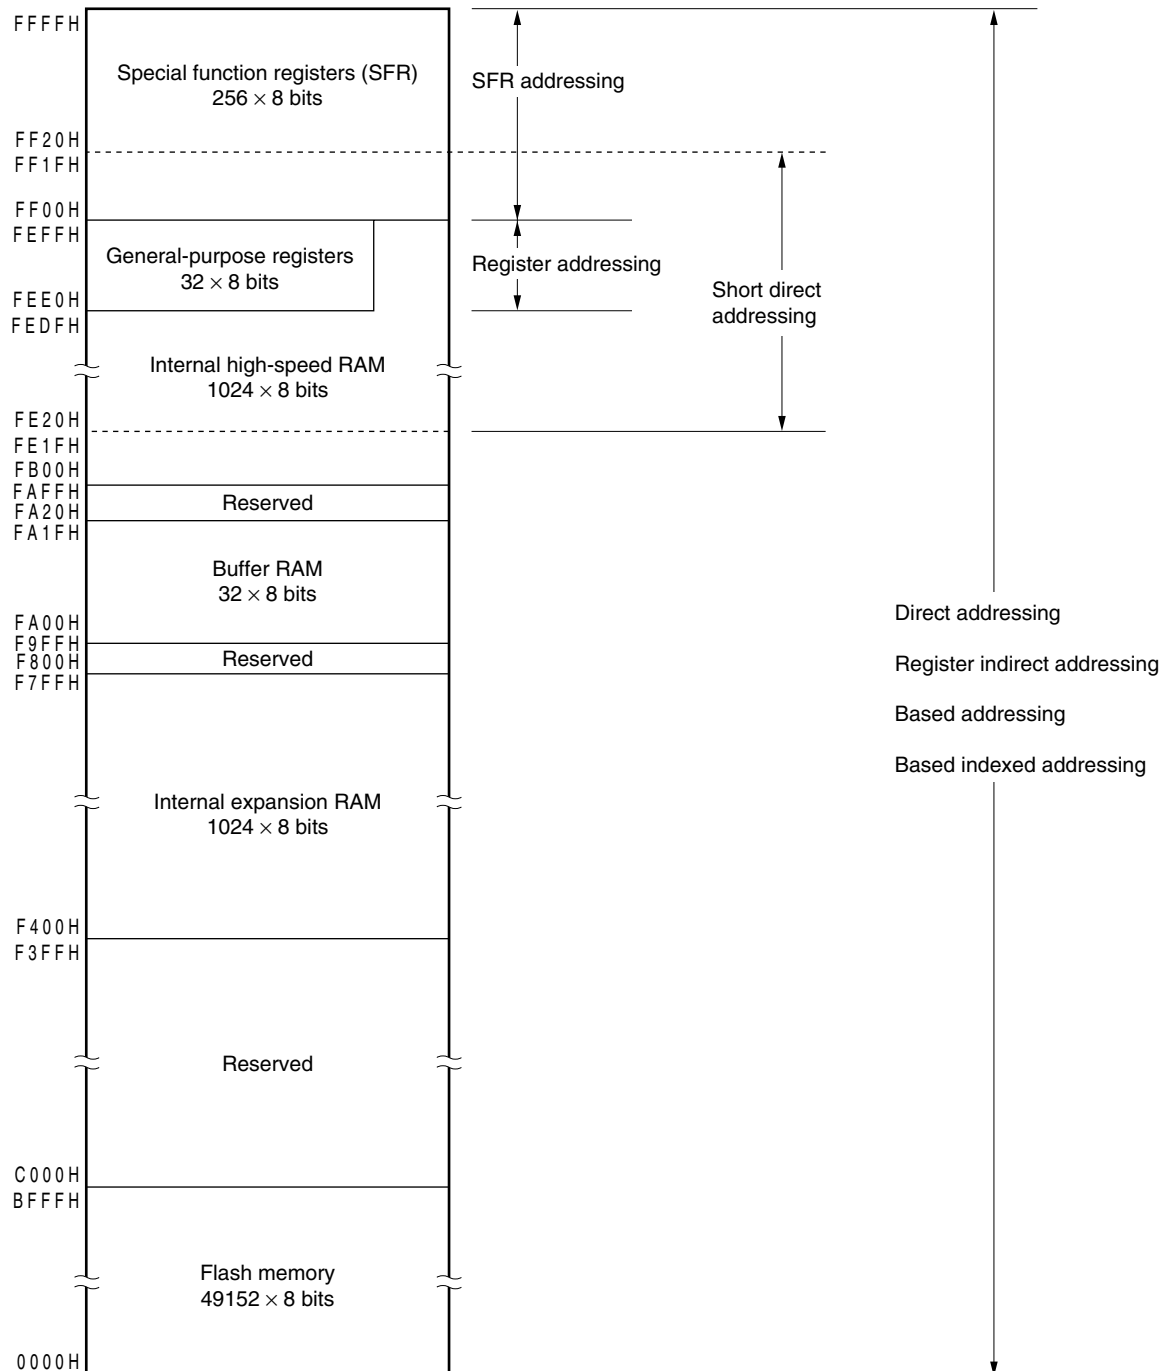 FFFFH
Special function registers (SFR)
256 × 8 bits
SFR addressing
FF20H
FF1FH
FF00H
FEFFH
General-purpose registers
32 × 8 bits
Register addressing
Short direct
addressing
FEE0H
FEDFH
Internal high-speed RAM
1024 × 8 bits
FE20H
FE1FH
FB00H
FAFFH
Reserved
FA20H
FA1FH
Buffer RAM
32 × 8 bits
FA00H
F9FFH
Reserved
F800H
F7FFH
Direct addressing
Register indirect addressing
Based addressing
Based indexed addressing
Internal expansion RAM
1024 × 8 bits
F400H
F3FFH
Reserved
C000H
BFFFH
Flash memory
49152 × 8 bits
0000H